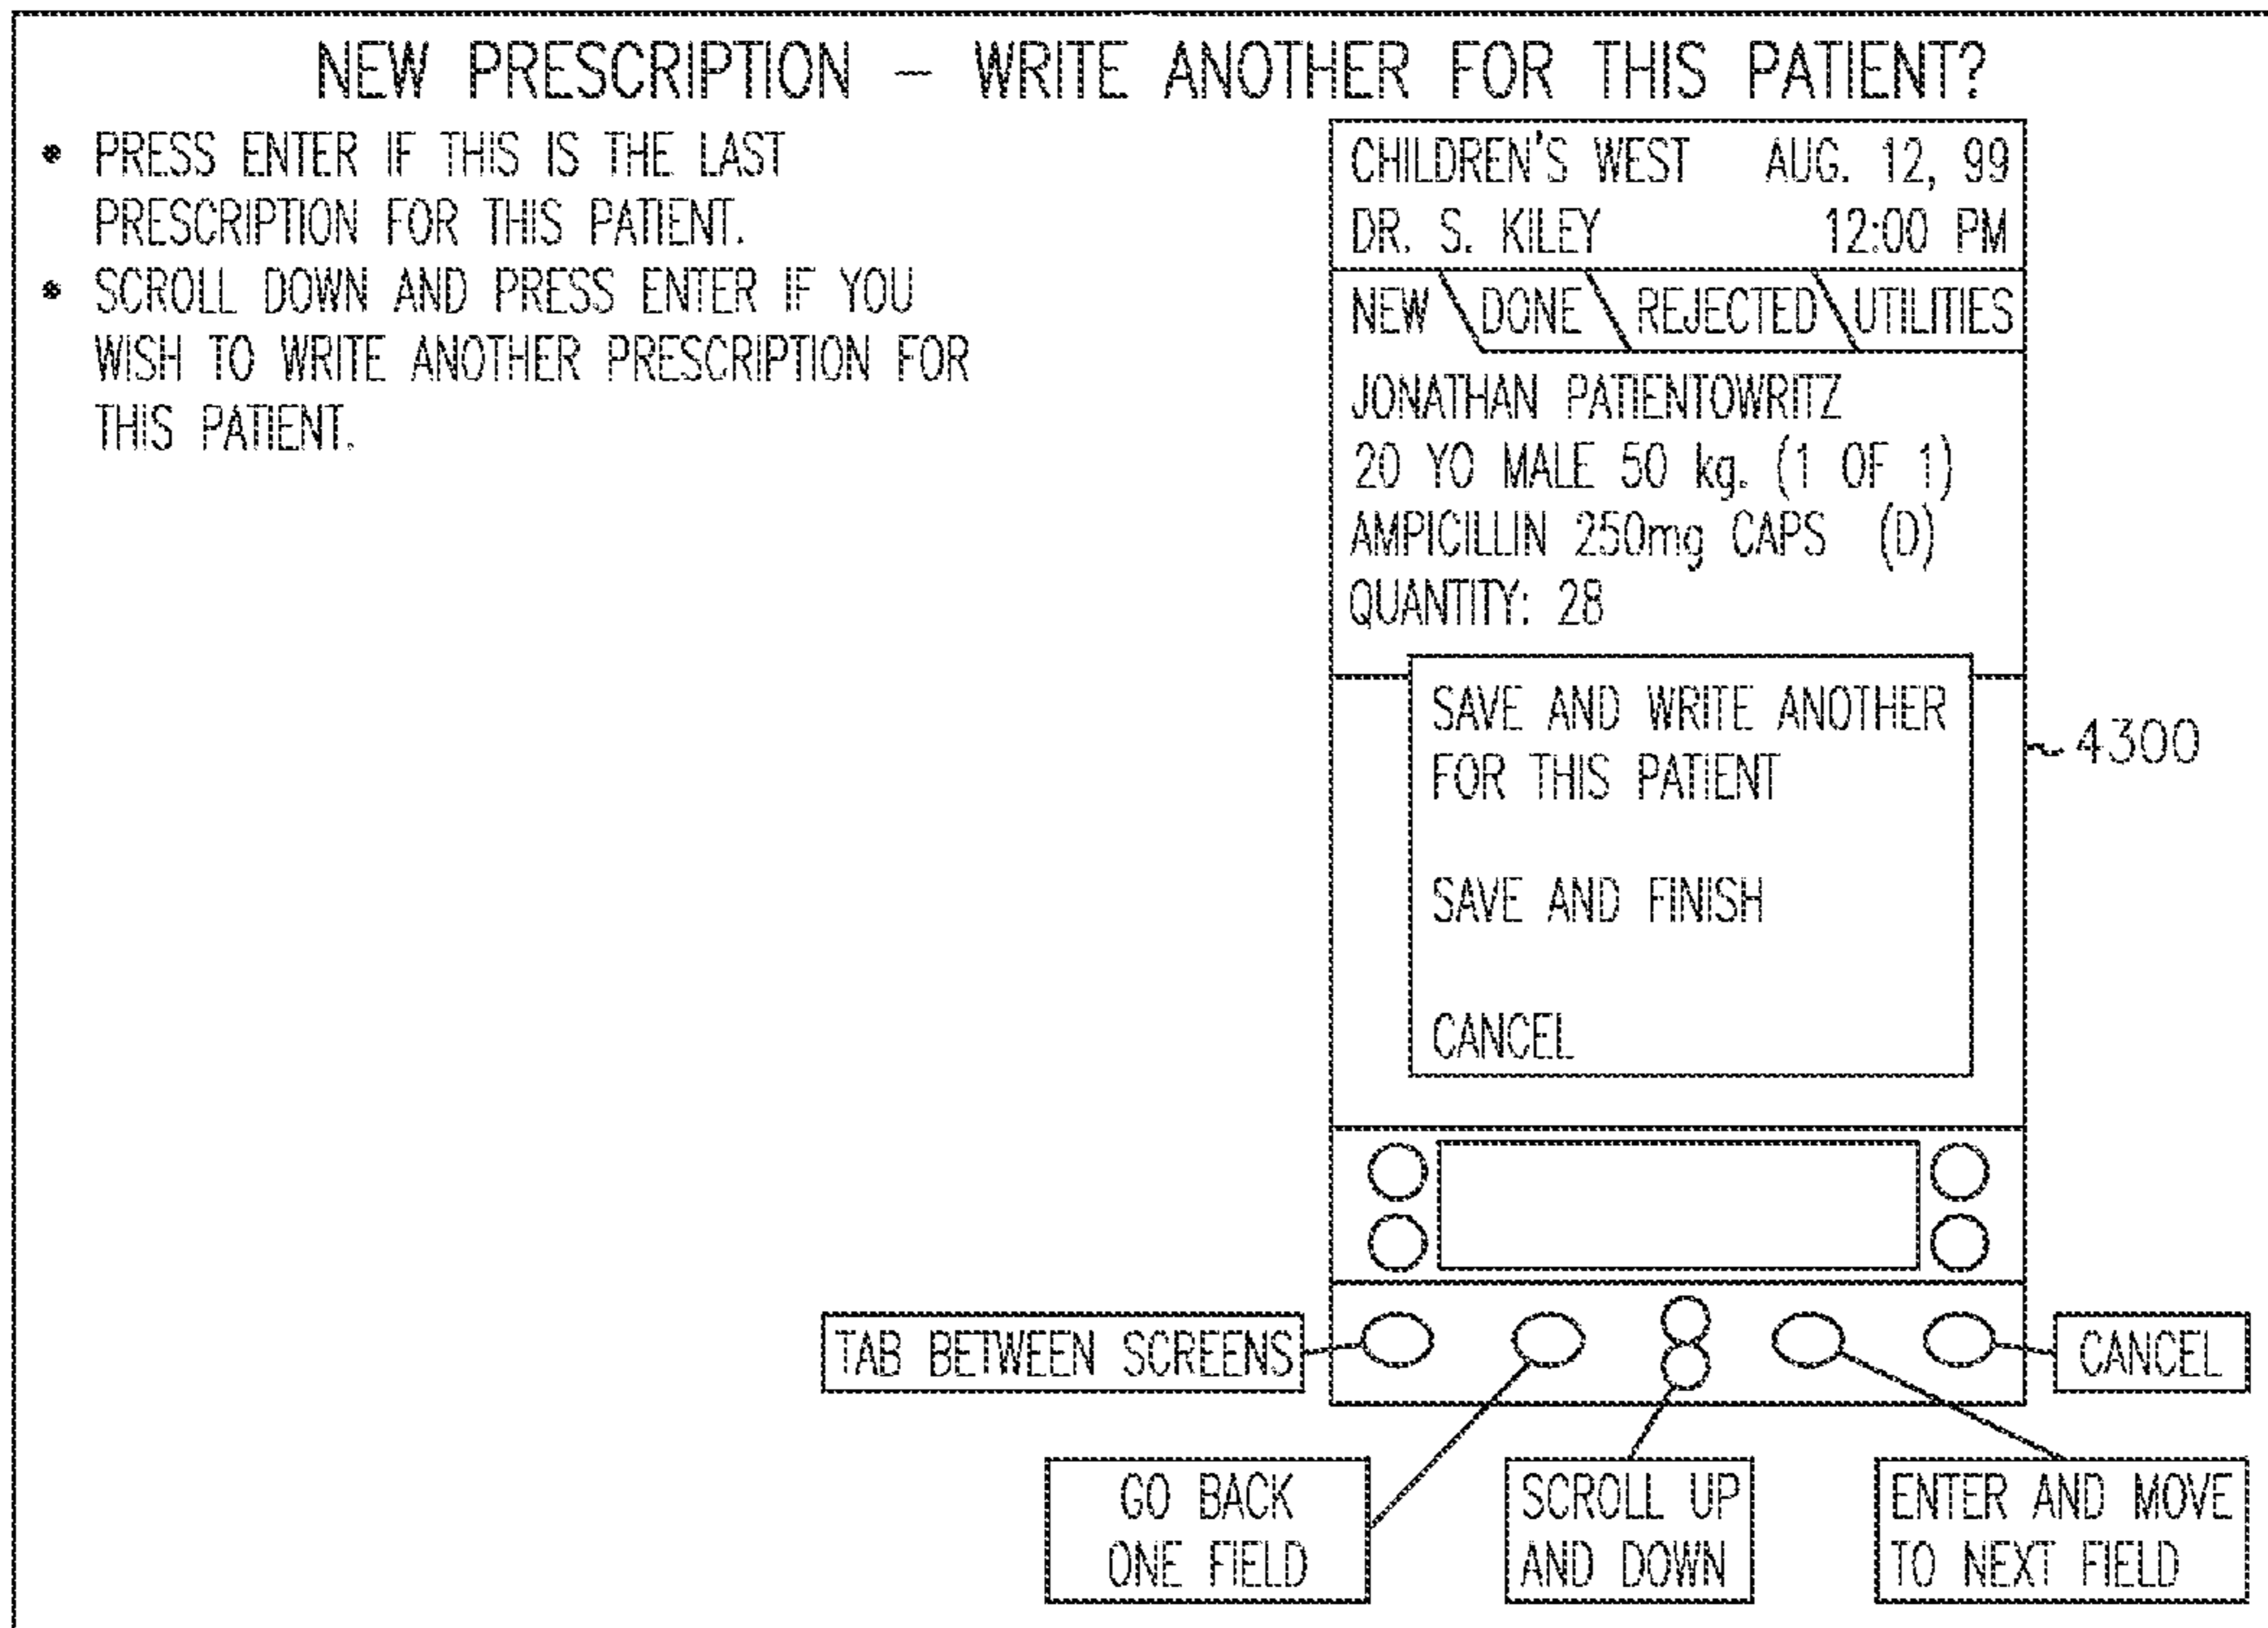 NEW PRESCRIPTION – WRITE ANOTHER FOR THIS PATIENT?
• PRESS ENTER IF THIS IS THE LAST
PRESCRIPTION FOR THIS PATIENT.
• SCROLL DOWN AND PRESS ENTER IF YOU
WISH TO WRITE ANOTHER PRESCRIPTION FOR
THIS PATIENT.
CHILDREN'S WEST AUG. 12, 99
DR. S. KILEY 12:00 PM
NEW DONE REJECTED UTILITIES
JONATHAN PATIENTOWRITZ
20 YO MALE 50 kg. (1 OF 1)
AMPICILLIN 250mg CAPS (D)
QUANTITY: 28
SAVE AND WRITE ANOTHER
FOR THIS PATIENT
SAVE AND FINISH
CANCEL
4300
TAB BETWEEN SCREENS
CANCEL
GO BACK
ONE FIELD
SCROLL UP
AND DOWN
ENTER AND MOVE
TO NEXT FIELD